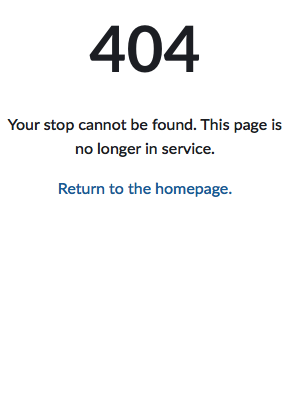 404
Your stop cannot be found. This page is
no longer in service.
Return to the homepage.